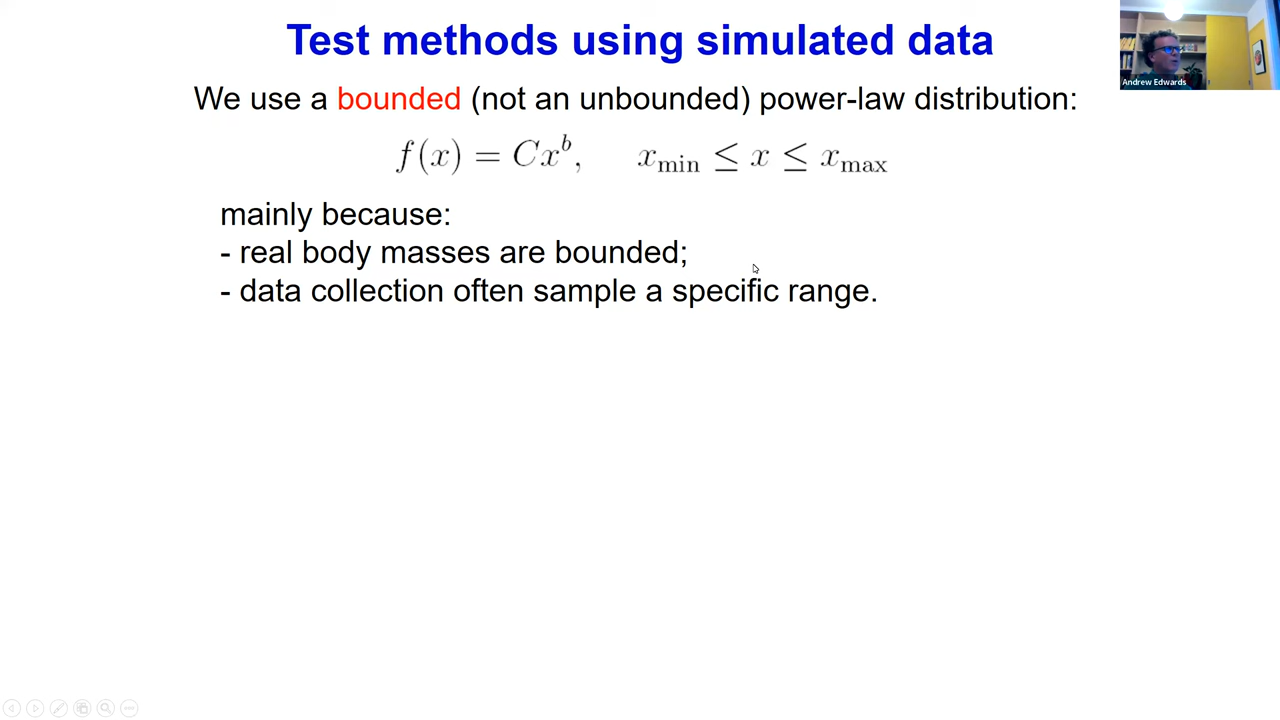 Test methods using simulated data
Andrew Edwards
We use a bounded (not an unbounded) power-law distribution:
f(x) = Cx^b, x_min ≤ x ≤ x_max
mainly because:
- real body masses are bounded;
- data collection often sample a specific range.